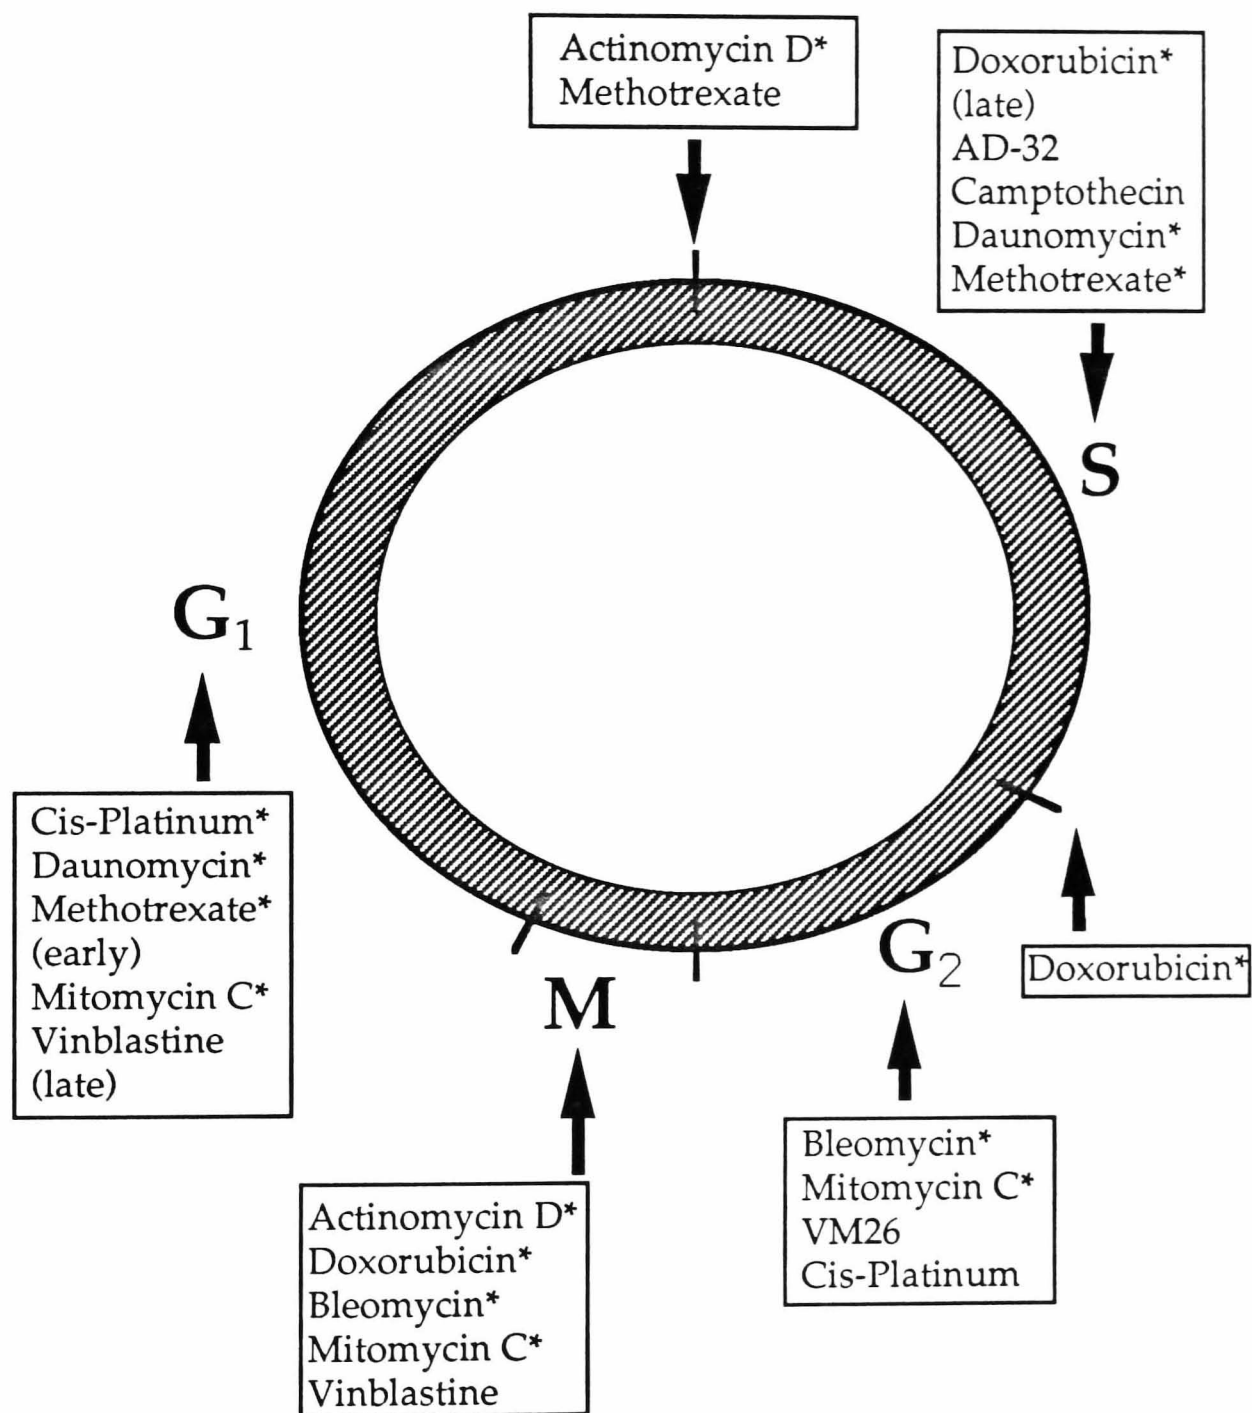 Actinomycin D*
Methotrexate
Doxorubicin*
(late)
AD-32
Camptothecin
Daunomycin*
Methotrexate*
S
G₁
Cis-Platinum*
Daunomycin*
Methotrexate*
(early)
Mitomycin C*
Vinblastine
(late)
M
Actinomycin D*
Doxorubicin*
Bleomycin*
Mitomycin C*
Vinblastine
G₂
Bleomycin*
Mitomycin C*
VM26
Cis-Platinum
Doxorubicin*